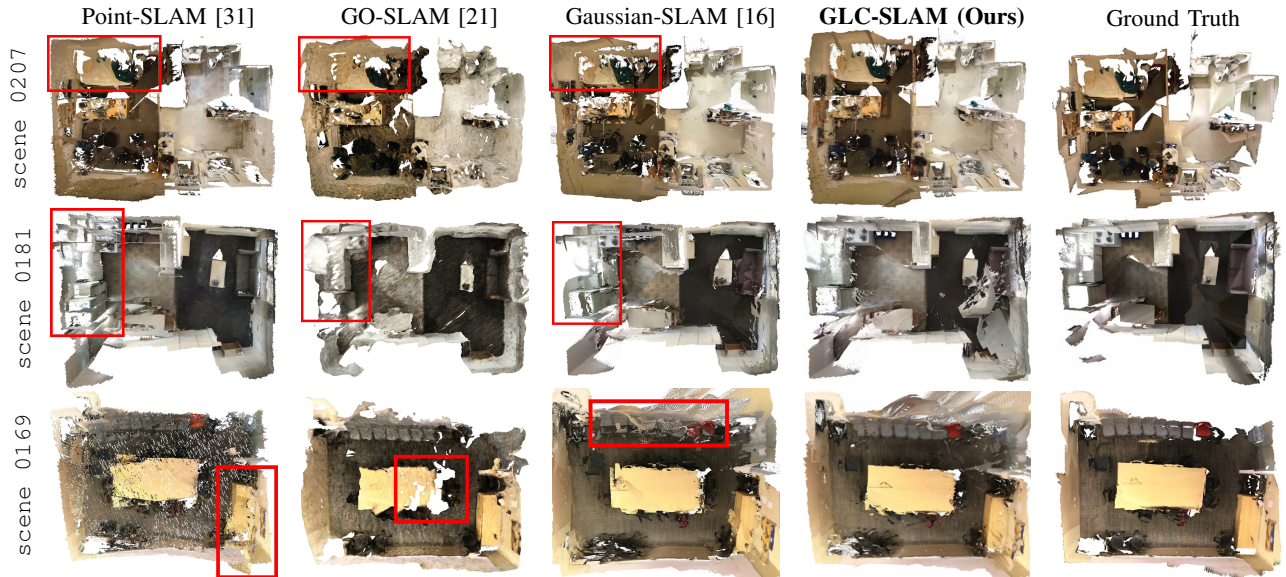 Point-SLAM [31]
GO-SLAM [21]
Gaussian-SLAM [16]
GLC-SLAM (Ours)
Ground Truth
scene 0207
scene 0181
scene 0169